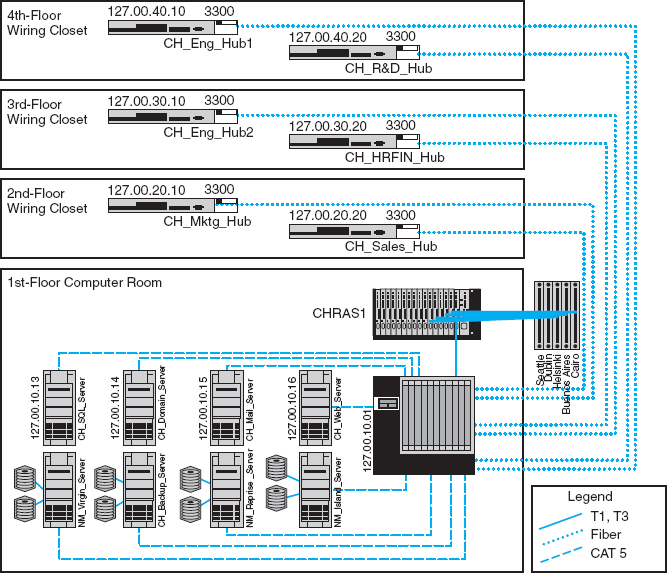 4th-Floor
Wiring Closet
127.00.40.10 3300
CH_Eng_Hub1
127.00.40.20 3300
CH_R&D_Hub
3rd-Floor
Wiring Closet
127.00.30.10 3300
CH_Eng_Hub2
127.00.30.20 3300
CH_HRFIN_Hub
2nd-Floor
Wiring Closet
127.00.20.10 3300
CH_Mktg_Hub
127.00.20.20 3300
CH_Sales_Hub
1st-Floor Computer Room
CHRAS1
Seattle
Dublin
Helsinki
Buenos Aires
Cairo
127.00.10.13
CH_SQL_Server
127.00.10.14
CH_Domain_Server
127.00.10.15
CH_Mail_Server
127.00.10.16
CH_Web_Server
127.00.10.01
NM_Virgin_Server
CH_Backup_Server
NM_Reprise_Server
NM_Island_Server
Legend
T1, T3
Fiber
CAT 5